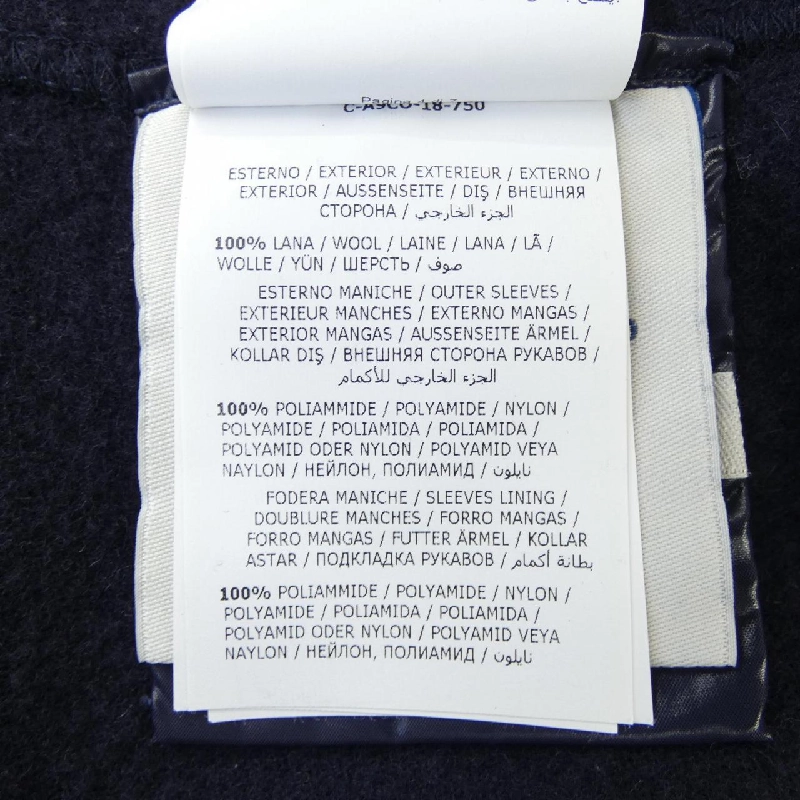 C-A9CO-18-750
ESTERNO / EXTERIOR / EXTERIEUR / EXTERNO /
EXTERIOR / AUSSENSEITE / DIŞ / ВНЕШНЯЯ
СТОРОНА / الجزء الخارجي
100% LANA / WOOL / LAINE / LANA / LÃ /
WOLLE / YÜN / ШЕРСТЬ / صوف
ESTERNO MANICHE / OUTER SLEEVES /
EXTERIEUR MANCHES / EXTERNO MANGAS /
EXTERIOR MANGAS / AUSSENSEITE ÄRMEL /
KOLLAR DIŞ / ВНЕШНЯЯ СТОРОНА РУКАВОВ /
الجزء الخارجي للأكمام
100% POLIAMMIDE / POLYAMIDE / NYLON /
POLYAMIDE / POLIAMIDA / POLIAMIDA /
POLYAMID ODER NYLON / POLYAMID VEYA
NAYLON / НЕЙЛОН, ПОЛИАМИД / نايلون
FODERA MANICHE / SLEEVES LINING /
DOUBLURE MANCHES / FORRO MANGAS /
FORRO MANGAS / FUTTER ÄRMEL / KOLLAR
ASTAR / ПОДКЛАДКА РУКАВОВ / بطانة أكمام
100% POLIAMMIDE / POLYAMIDE / NYLON /
POLYAMIDE / POLIAMIDA / POLIAMIDA /
POLYAMID ODER NYLON / POLYAMID VEYA
NAYLON / НЕЙЛОН, ПОЛИАМИД / نايلون